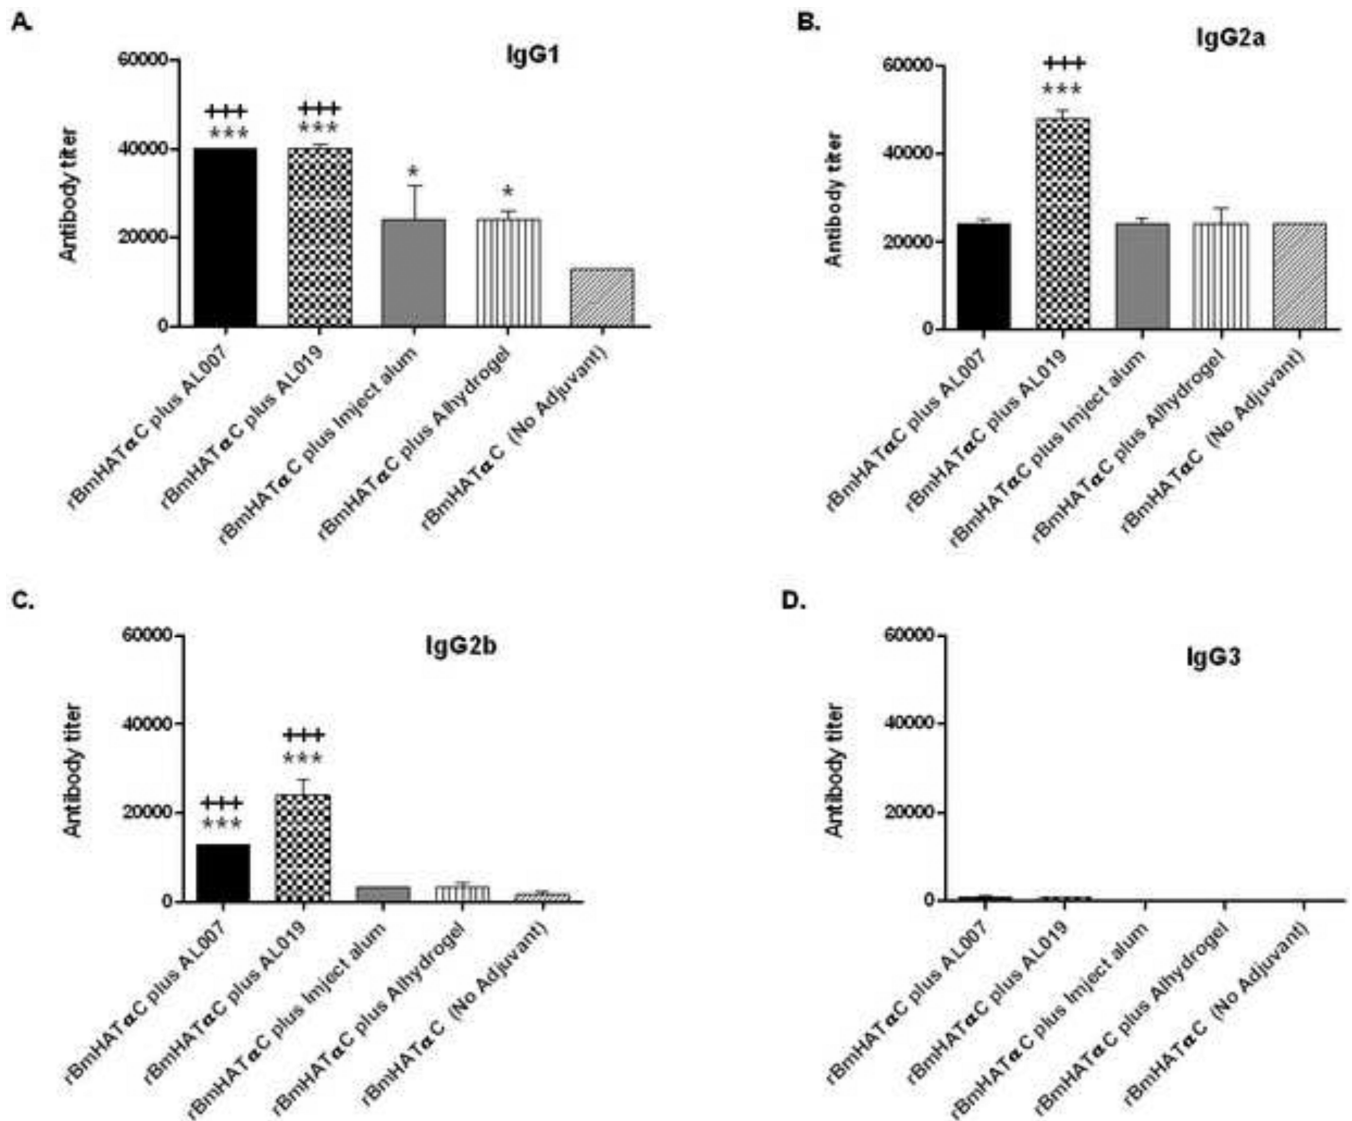 A.
IgG1
60000
40000
20000
0
Antibody titer
+++
***
+++
***
*
*
rBmHATαC plus AL007
rBmHATαC plus AL019
rBmHATαC plus Imject alum
rBmHATαC plus Alhydrogel
rBmHATαC (No Adjuvant)
B.
IgG2a
60000
40000
20000
0
Antibody titer
+++
***
rBmHATαC plus AL007
rBmHATαC plus AL019
rBmHATαC plus Imject alum
rBmHATαC plus Alhydrogel
rBmHATαC (No Adjuvant)
C.
IgG2b
60000
40000
20000
0
Antibody titer
+++
***
+++
***
rBmHATαC plus AL007
rBmHATαC plus AL019
rBmHATαC plus Imject alum
rBmHATαC plus Alhydrogel
rBmHATαC (No Adjuvant)
D.
IgG3
60000
40000
20000
0
Antibody titer
rBmHATαC plus AL007
rBmHATαC plus AL019
rBmHATαC plus Imject alum
rBmHATαC plus Alhydrogel
rBmHATαC (No Adjuvant)